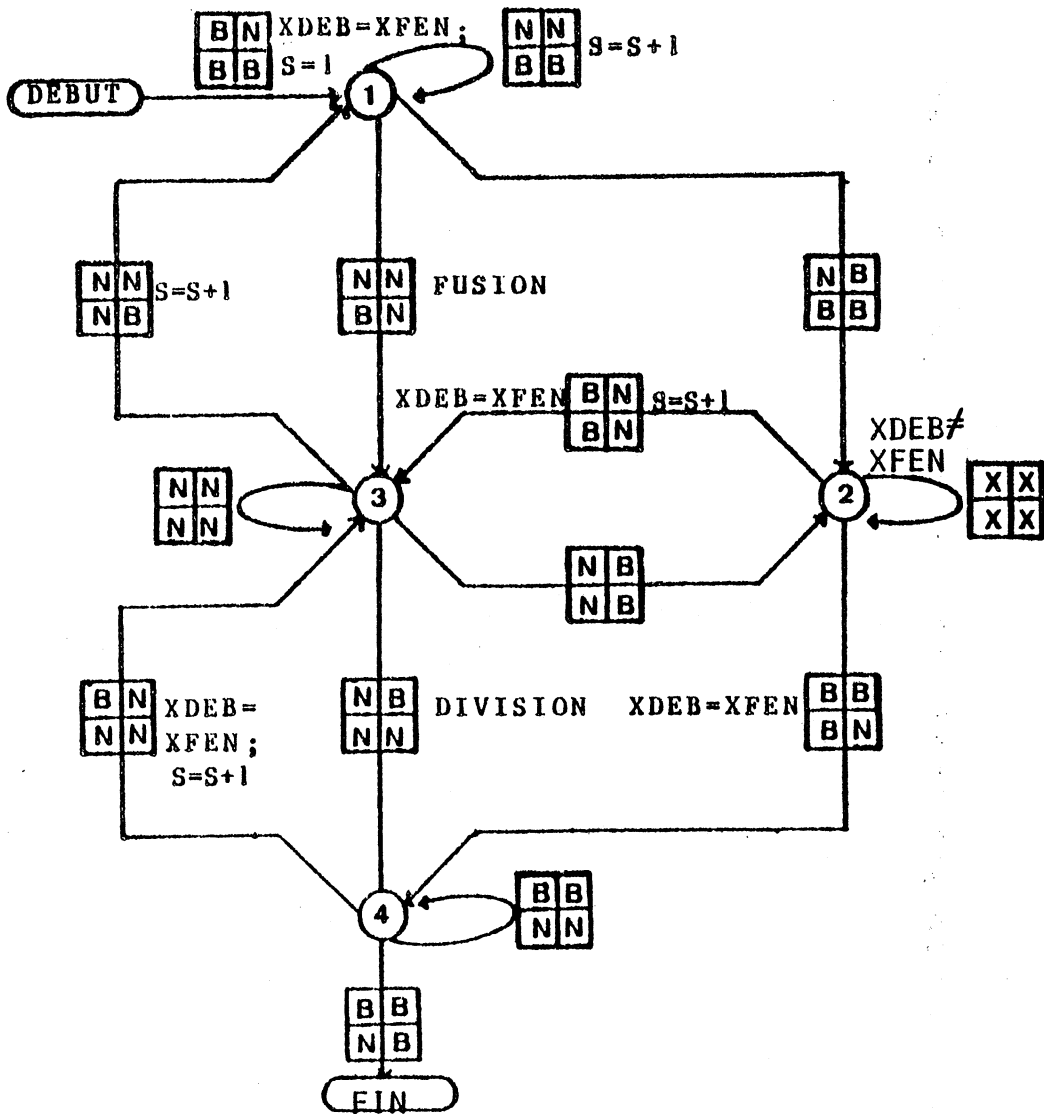 B N XDEB=XFEN;
B B S=1
N N S=S+1
B B
DEBUT
1
N N S=S+1
N B
N N FUSION
B N
N B
B B
XDEB=XFEN B N S=S+1
B N
XDEB≠
XFEN
N N
N N
3
2
X X
X X
N B
N B
B N XDEB=
N N XFEN;
S=S+1
N B DIVISION
N N
XDEB=XFEN B B
B N
4
B B
N N
B B
N B
FIN